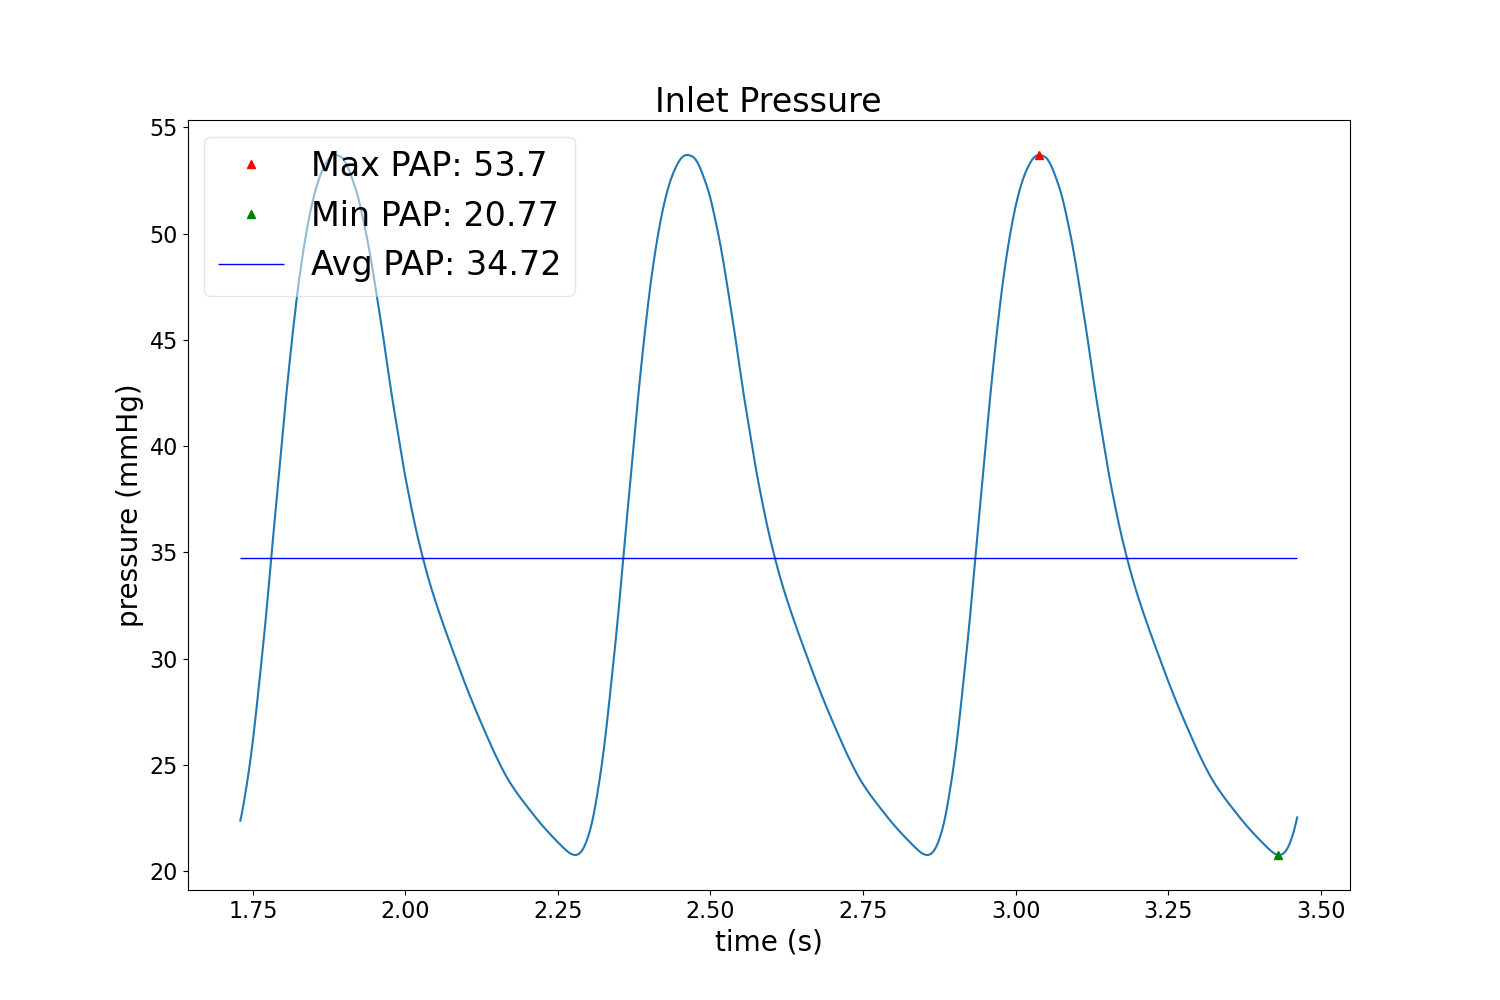 Inlet Pressure
Max PAP: 53.7
Min PAP: 20.77
Avg PAP: 34.72
pressure (mmHg)
55
50
45
40
35
30
25
20
1.75 2.00 2.25 2.50 2.75 3.00 3.25 3.50
time (s)